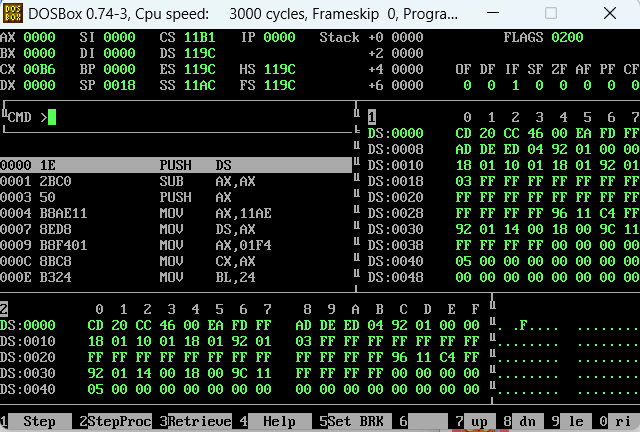 DOSBox 0.74-3, Cpu speed:    3000 cycles, Frameskip  0, Progra...
AX 0000   SI 0000   CS 11B1   IP 0000   Stack +0 0000   FLAGS 0200
BX 0000   DI 0000   DS 119C   +2 0000
CX 00B6   BP 0000   ES 119C   HS 119C   +4 0000   OF DF IF SF ZF AF PF CF
DX 0000   SP 0018   SS 11AC   FS 119C   +6 0000   0 0 1 0 0 0 0 0
CMD >
1   0 1 2 3 4 5 6 7
DS:0000   CD 20 CC 46 00 EA FD FF
DS:0008   AD DE ED 04 92 01 00 00
DS:0010   18 01 10 01 18 01 92 01
DS:0018   03 FF FF FF FF FF FF FF
DS:0020   FF FF FF FF FF FF FF FF
DS:0028   FF FF FF FF 96 11 C4 FF
DS:0030   92 01 14 00 18 00 9C 11
DS:0038   FF FF FF FF 00 00 00 00
DS:0040   05 00 00 00 00 00 00 00
DS:0048   00 00 00 00 00 00 00 00
0000 1E   PUSH   DS
0001 2BC0   SUB   AX,AX
0003 50   PUSH   AX
0004 B8AE11   MOV   AX,11AE
0007 8ED8   MOV   DS,AX
0009 B8F401   MOV   AX,01F4
000C 8BC8   MOV   CX,AX
000E B324   MOV   BL,24
2   0 1 2 3 4 5 6 7   8 9 A B C D E F
DS:0000   CD 20 CC 46 00 EA FD FF   AD DE ED 04 92 01 00 00   .F.... ........
DS:0010   18 01 10 01 18 01 92 01   03 FF FF FF FF FF FF FF   ...... ........
DS:0020   FF FF FF FF FF FF FF FF   FF FF FF FF 96 11 C4 FF   ...... ........
DS:0030   92 01 14 00 18 00 9C 11   FF FF FF FF 00 00 00 00   ...... ........
DS:0040   05 00 00 00 00 00 00 00   00 00 00 00 00 00 00 00   ...... ........
1 Step   2StepProc   3Retrieve   4 Help   5Set BRK   6   7 up   8 dn   9 le   0 ri